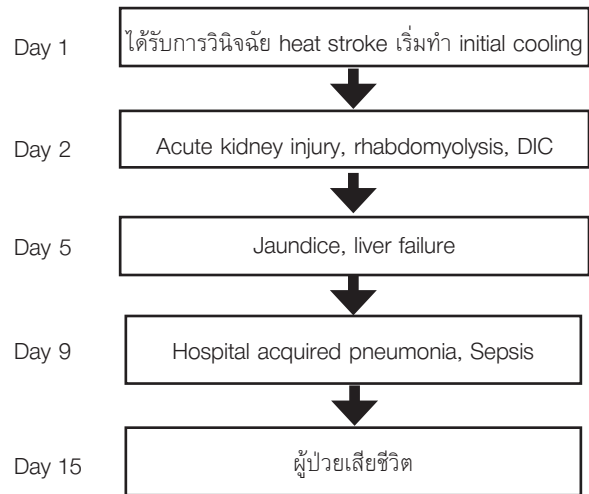 Day 1
ได้รับการวินิจฉัย heat stroke เริ่มทำ initial cooling
Day 2
Acute kidney injury, rhabdomyolysis, DIC
Day 5
Jaundice, liver failure
Day 9
Hospital acquired pneumonia, Sepsis
Day 15
ผู้ป่วยเสียชีวิต